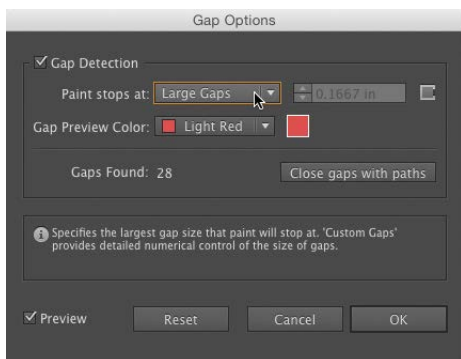 Gap Options
Gap Detection
Paint stops at: Large Gaps 0.1667 in
Gap Preview Color: Light Red
Gaps Found: 28 Close gaps with paths
Specifies the largest gap size that paint will stop at. 'Custom Gaps'
provides detailed numerical control of the size of gaps.
Preview Reset Cancel OK